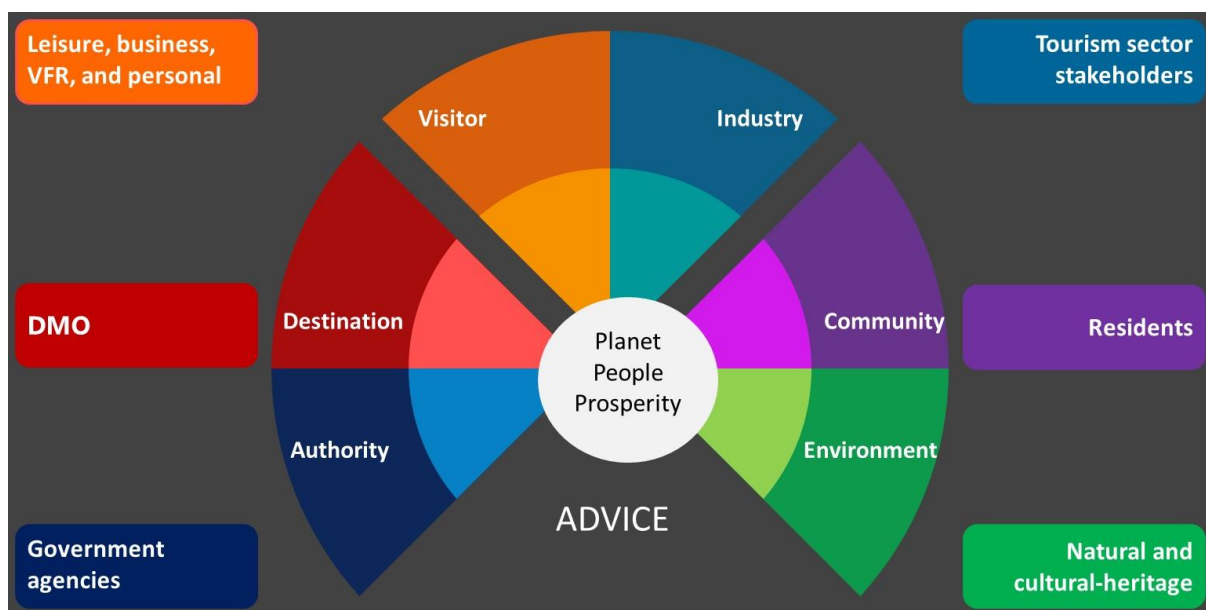 Leisure, business,
VFR, and personal
Tourism sector
stakeholders
Visitor
Industry
DMO
Destination
Planet
People
Prosperity
Community
Residents
Authority
Environment
ADVICE
Government
agencies
Natural and
cultural-heritage